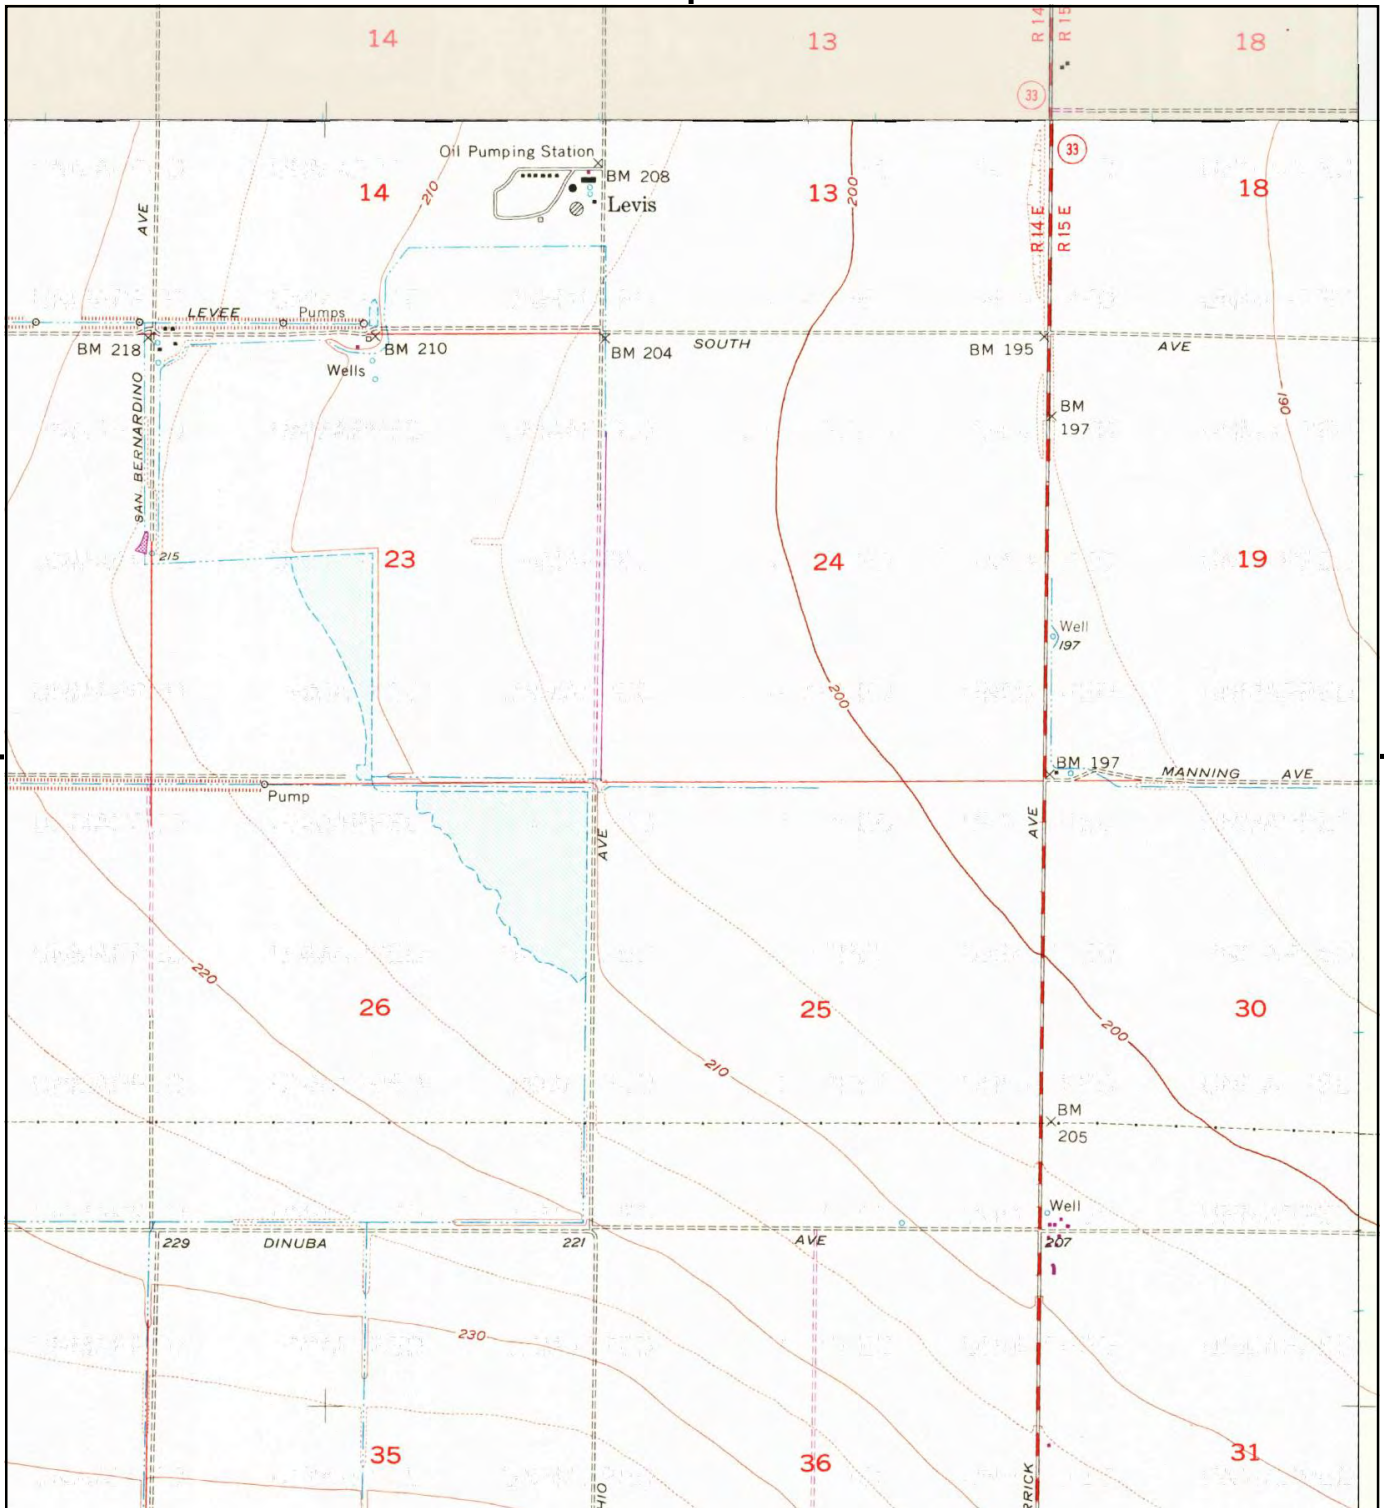 14
13
18
R 14
R 15
33
33
Oil Pumping Station
BM 208
Levis
14
210
13
200
18
AVE
R 14 E
R 15 E
LEVEE
Pumps
BM 218
BM 210
BM 204
SOUTH
BM 195
AVE
Wells
SAN BERNARDINO
190
BM
197
215
23
24
19
Well
197
200
BM 197
MANNING AVE
Pump
AVE
AVE
220
26
25
30
200
210
BM
205
Well
229
DINUBA
221
AVE
207
230
35
36
31
HIO
RRICK